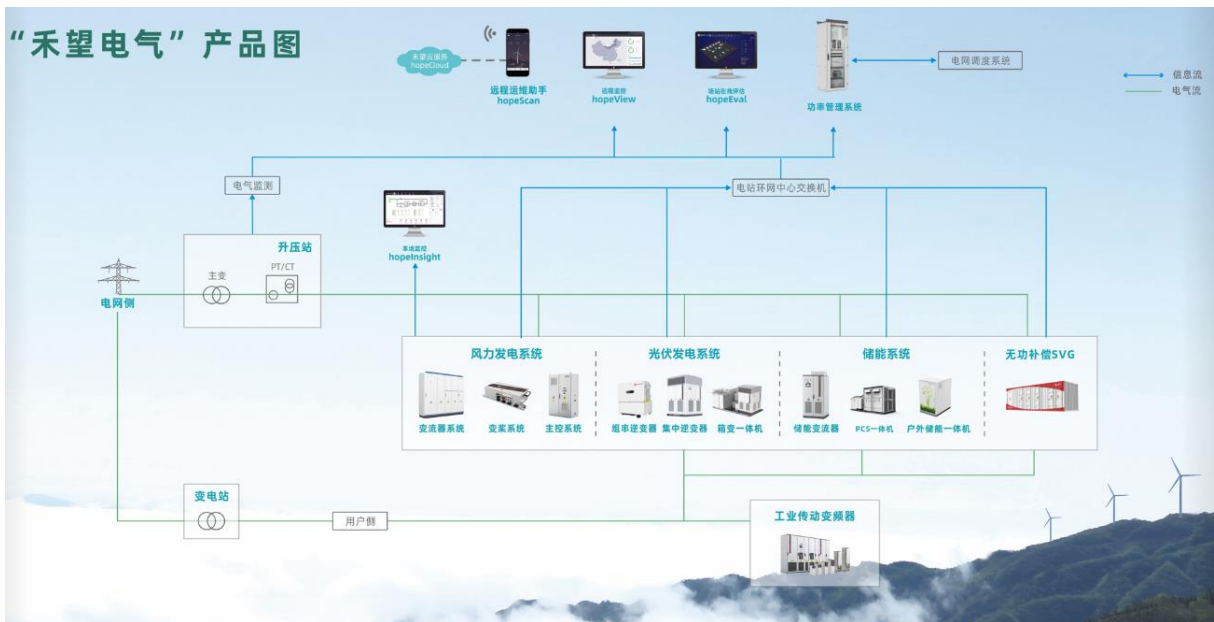 “禾望电气”产品图
禾望云服务
hopeCloud
远程运维助手
hopeScan
远程监控
hopeView
场站在线评估
hopeEval
功率管理系统
电网调度系统
信息流
电气流
电气监测
电站环网中心交换机
本地监控
hopeInsight
升压站
主变
PT/CT
电网侧
风力发电系统
变流器系统
变桨系统
主控系统
光伏发电系统
组串逆变器
集中逆变器
箱变一体机
储能系统
储能变流器
PCS一体机
户外储能一体机
无功补偿SVG
变电站
用户侧
工业传动变频器